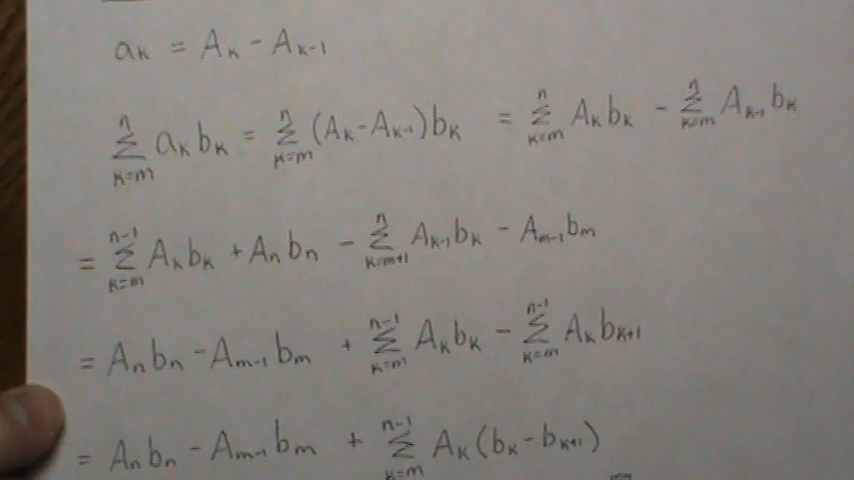 aₖ = Aₖ - Aₖ₋₁
∑ₖ₌ₘⁿ aₖbₖ = ∑ₖ₌ₘⁿ (Aₖ - Aₖ₋₁)bₖ = ∑ₖ₌ₘⁿ Aₖbₖ - ∑ₖ₌ₘⁿ Aₖ₋₁bₖ
= ∑ₖ₌ₘⁿ⁻¹ Aₖbₖ + Aₙbₙ - ∑ₖ₌ₘ₊₁ⁿ Aₖ₋₁bₖ - Aₘ₋₁bₘ
= Aₙbₙ - Aₘ₋₁bₘ + ∑ₖ₌ₘⁿ⁻¹ Aₖbₖ - ∑ₖ₌ₘⁿ⁻¹ Aₖbₖ₊₁
= Aₙbₙ - Aₘ₋₁bₘ + ∑ₖ₌ₘⁿ⁻¹ Aₖ(bₖ - bₖ₊₁)